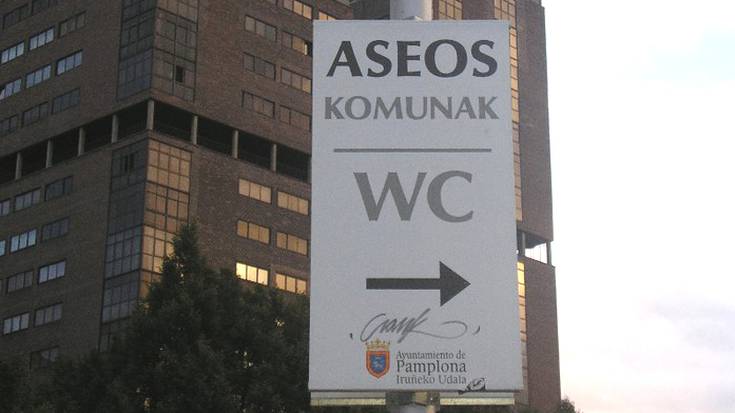 ASEOS
KOMUNAK
WC
Ayuntamiento de
Pamplona
Iruñeko Udala